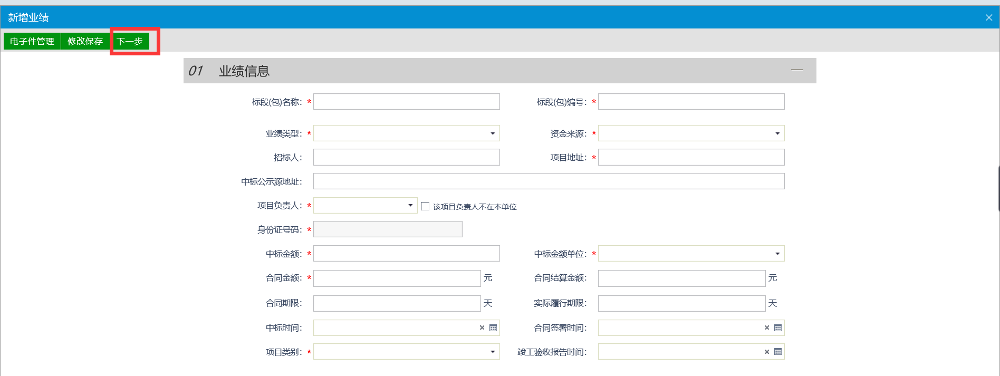 新增业绩
电子件管理 修改保存 下一步
01 业绩信息
标段(包)名称： * 标段(包)编号： *
业绩类型： * 资金来源： *
招标人： 项目地址： *
中标公示源地址：
项目负责人： * 该项目负责人不在本单位
身份证号码： *
中标金额： * 中标金额单位： *
合同金额： * 元 合同结算金额： 元
合同期限： 天 实际履行期限： 天
中标时间： 合同签署时间：
项目类别： * 竣工验收报告时间：